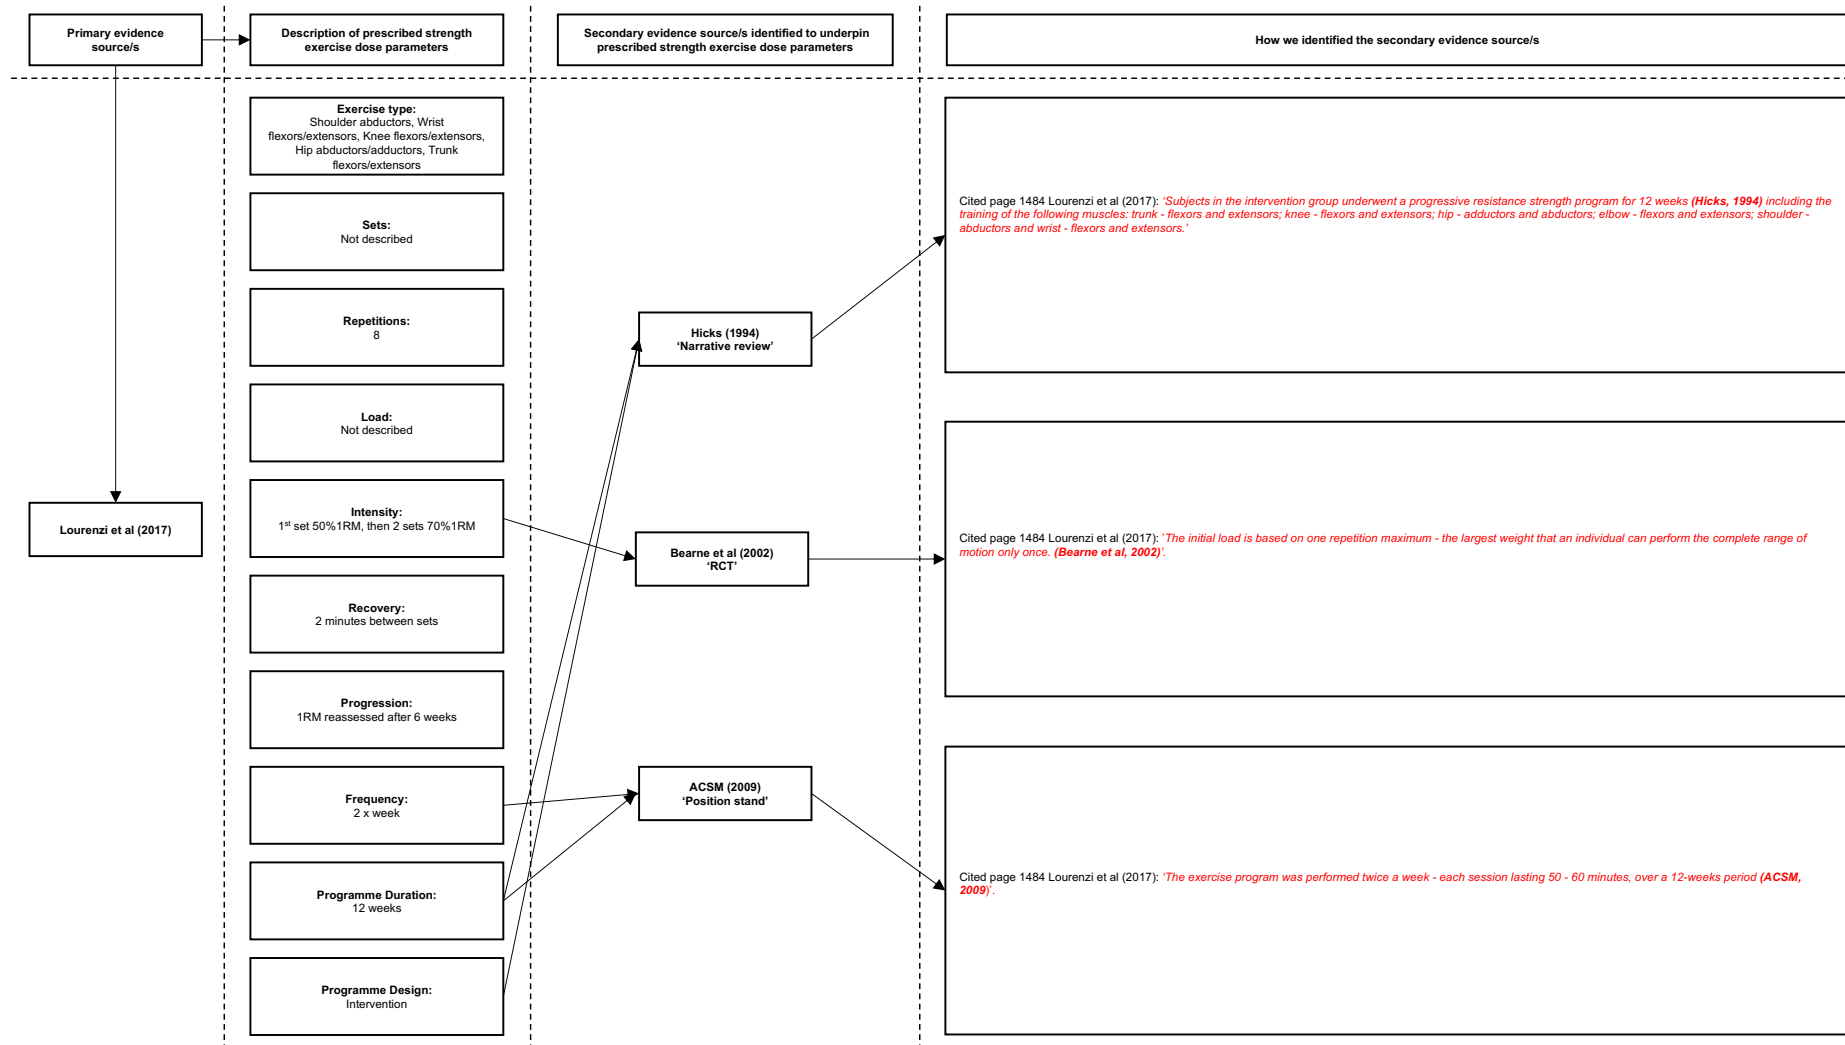 Primary evidence
source/s
Description of prescribed strength
exercise dose parameters
Secondary evidence source/s identified to underpin
prescribed strength exercise dose parameters
How we identified the secondary evidence source/s
Lourenzi et al (2017)
Exercise type:
Shoulder abductors, Wrist
flexors/extensors, Knee flexors/extensors,
Hip abductors/adductors, Trunk
flexors/extensors
Sets:
Not described
Repetitions:
8
Load:
Not described
Intensity:
1st set 50%1RM, then 2 sets 70%1RM
Recovery:
2 minutes between sets
Progression:
1RM reassessed after 6 weeks
Frequency:
2 x week
Programme Duration:
12 weeks
Programme Design:
Intervention
Hicks (1994)
‘Narrative review’
Bearne et al (2002)
‘RCT’
ACSM (2009)
‘Position stand’
Cited page 1484 Lourenzi et al (2017): ‘Subjects in the intervention group underwent a progressive resistance strength program for 12 weeks (Hicks, 1994) including the
training of the following muscles: trunk - flexors and extensors; knee - flexors and extensors; hip - adductors and abductors; elbow - flexors and extensors; shoulder -
abductors and wrist - flexors and extensors.’
Cited page 1484 Lourenzi et al (2017): ‘The initial load is based on one repetition maximum - the largest weight that an individual can perform the complete range of
motion only once. (Bearne et al, 2002)’.
Cited page 1484 Lourenzi et al (2017): ‘The exercise program was performed twice a week - each session lasting 50 - 60 minutes, over a 12-weeks period (ACSM,
2009)’.